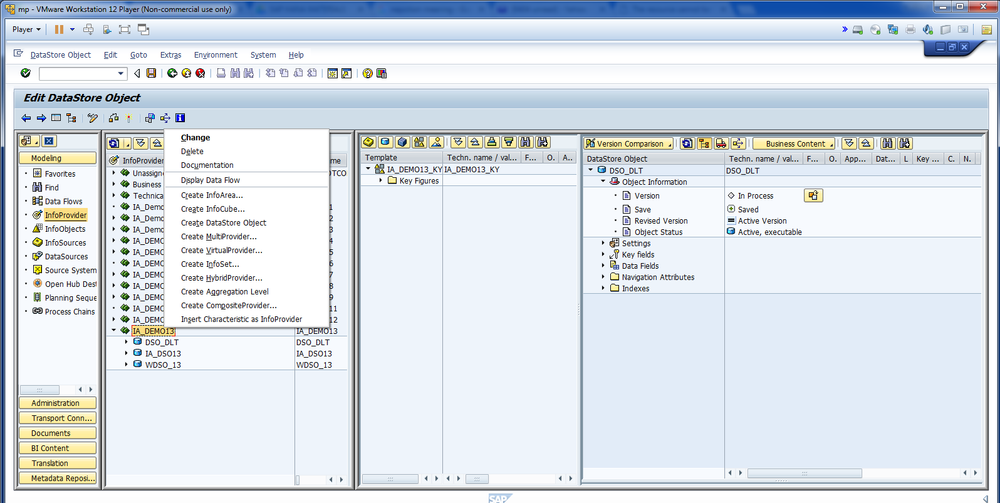 mp - VMware Workstation 12 Player (Non-commercial use only)
Player
DataStore Object Edit Goto Extras Environment System Help
Edit DataStore Object
Modeling
Favorites
Find
Data Flows
InfoProvider
InfoObjects
InfoSources
DataSources
Source System
Open Hub Dest
Planning Seque
Process Chains
Administration
Transport Conn...
Documents
BI Content
Translation
Metadata Reposi...
InfoProvider me
Unassigne OTCO
Business
Technica
IA_Demo 1
IA_Demo 2
IA_Demo 3
IA_DEMO 4
IA_DEMO 5
IA_DEMO 6
IA_DEMO 7
IA_DEMO 8
IA_DEMO 9
IA_DEMO 11
IA_DEMO 12
IA_DEMO13 IA_DEMO13
DSO_DLT DSO_DLT
IA_DSO13 IA_DSO13
WDSO_13 WDSO_13
Change
Delete
Documentation
Display Data Flow
Create InfoArea...
Create InfoCube...
Create DataStore Object
Create MultiProvider...
Create VirtualProvider...
Create InfoSet...
Create HybridProvider...
Create Aggregation Level
Create CompositeProvider...
Insert Characteristic as InfoProvider
Template Techn. name / val... F... O. A..
IA_DEMO13_KY IA_DEMO13_KY
Key Figures
Version Comparison Business Content
DataStore Object Techn. name / value F... O. App... Dat... L Key ... C. N.
DSO_DLT DSO_DLT
Object Information
Version In Process
Save Saved
Revised Version Active Version
Object Status Active, executable
Settings
Key fields
Data Fields
Navigation Attributes
Indexes
SAP